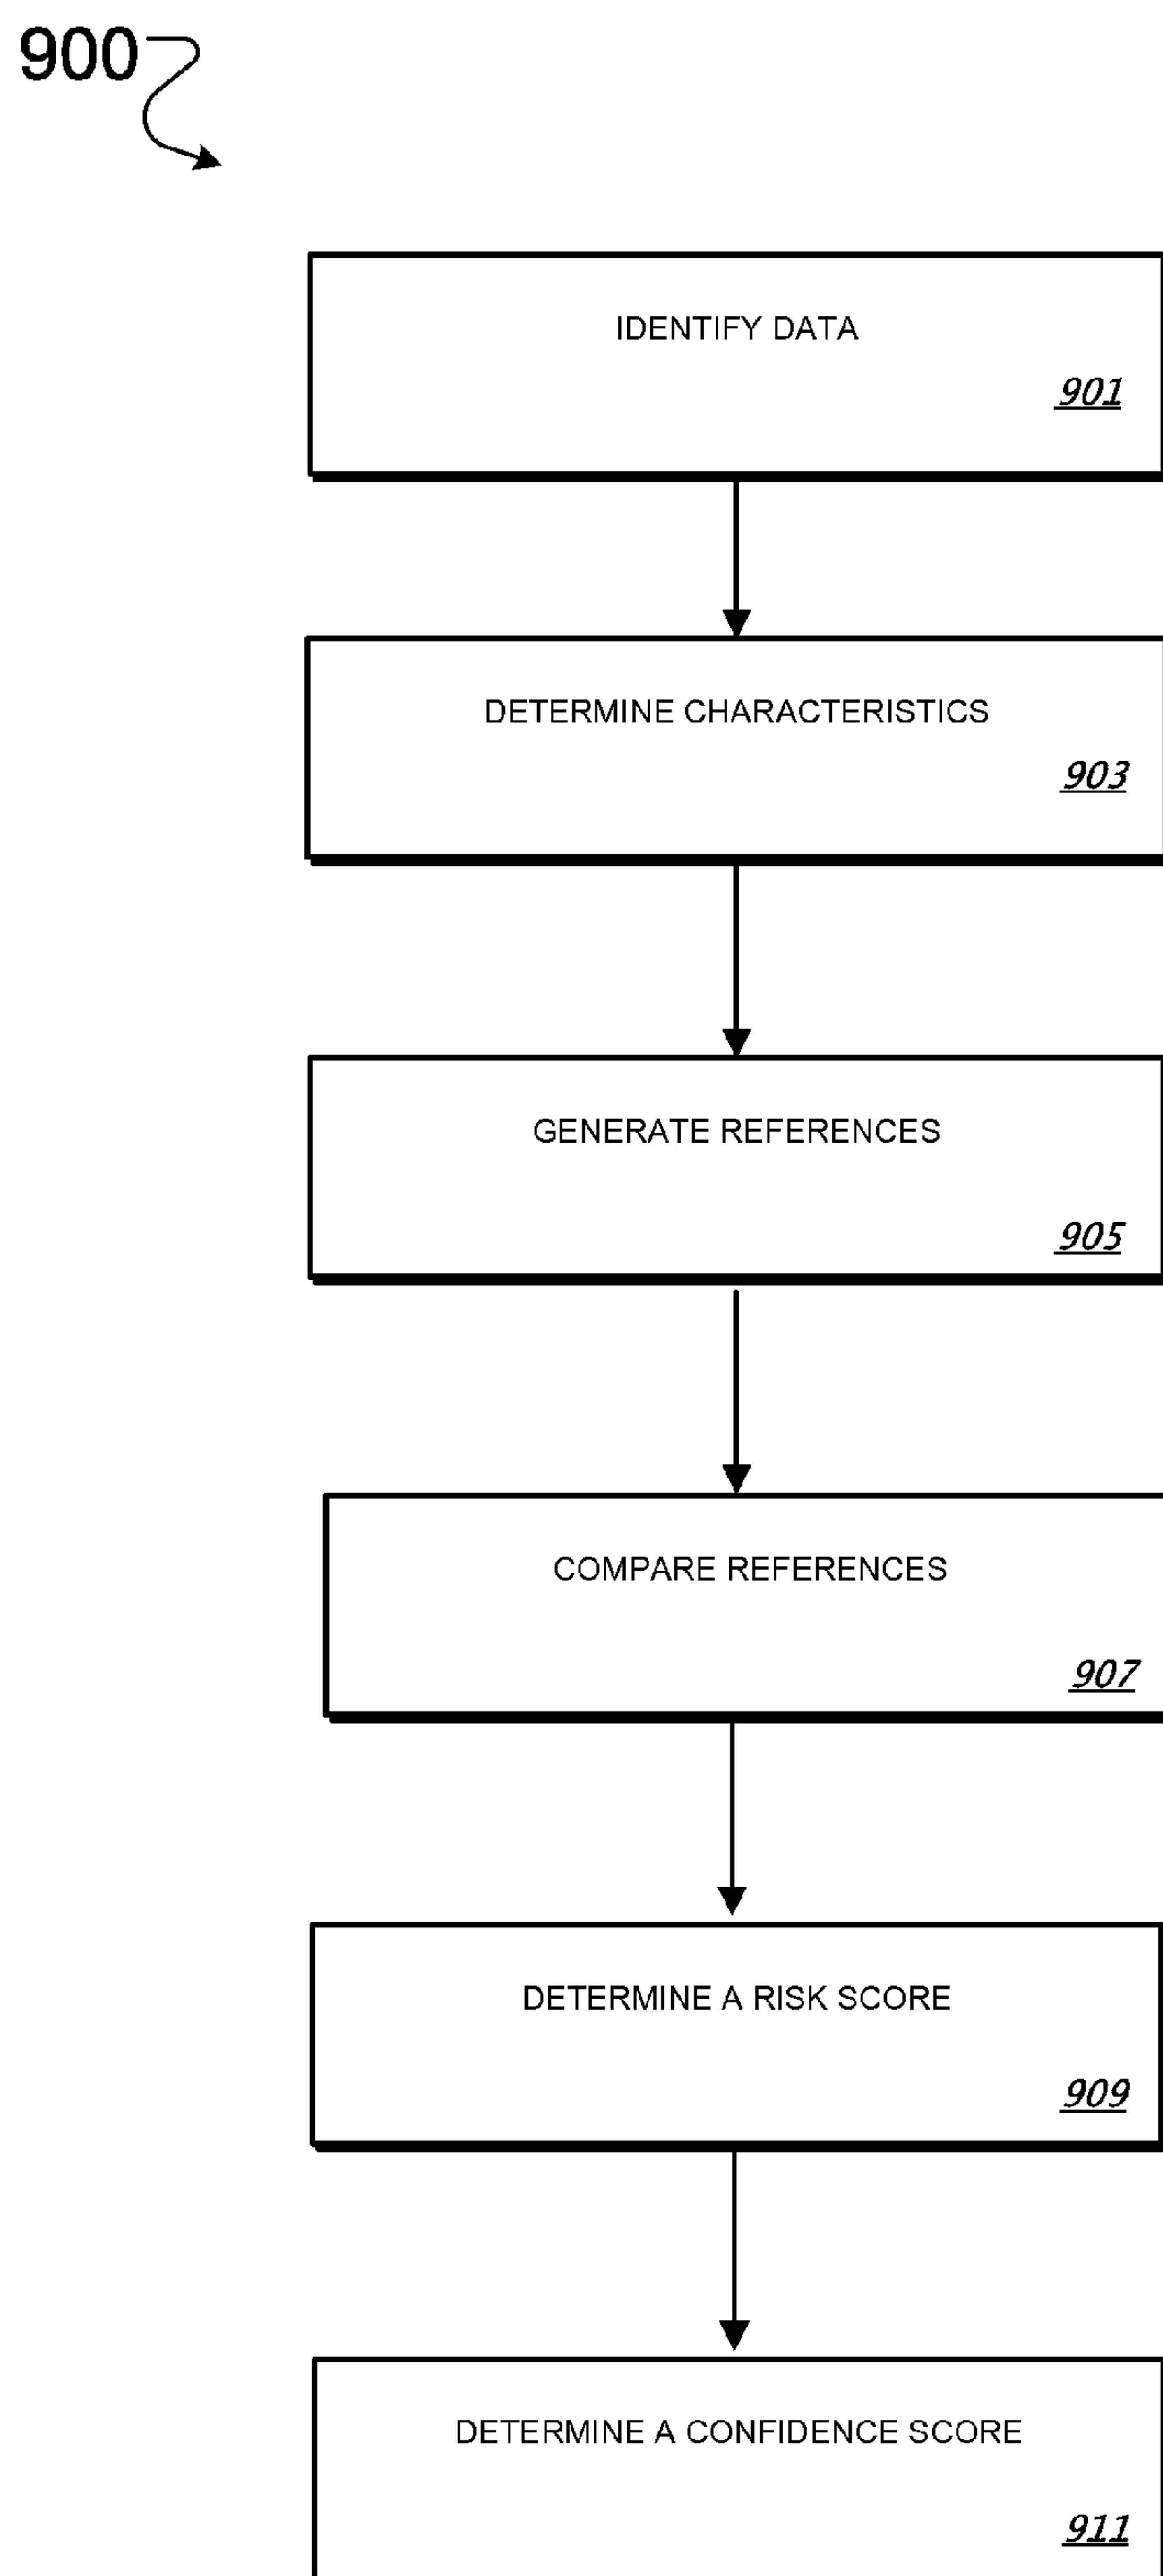 900
IDENTIFY DATA
901
DETERMINE CHARACTERISTICS
903
GENERATE REFERENCES
905
COMPARE REFERENCES
907
DETERMINE A RISK SCORE
909
DETERMINE A CONFIDENCE SCORE
911